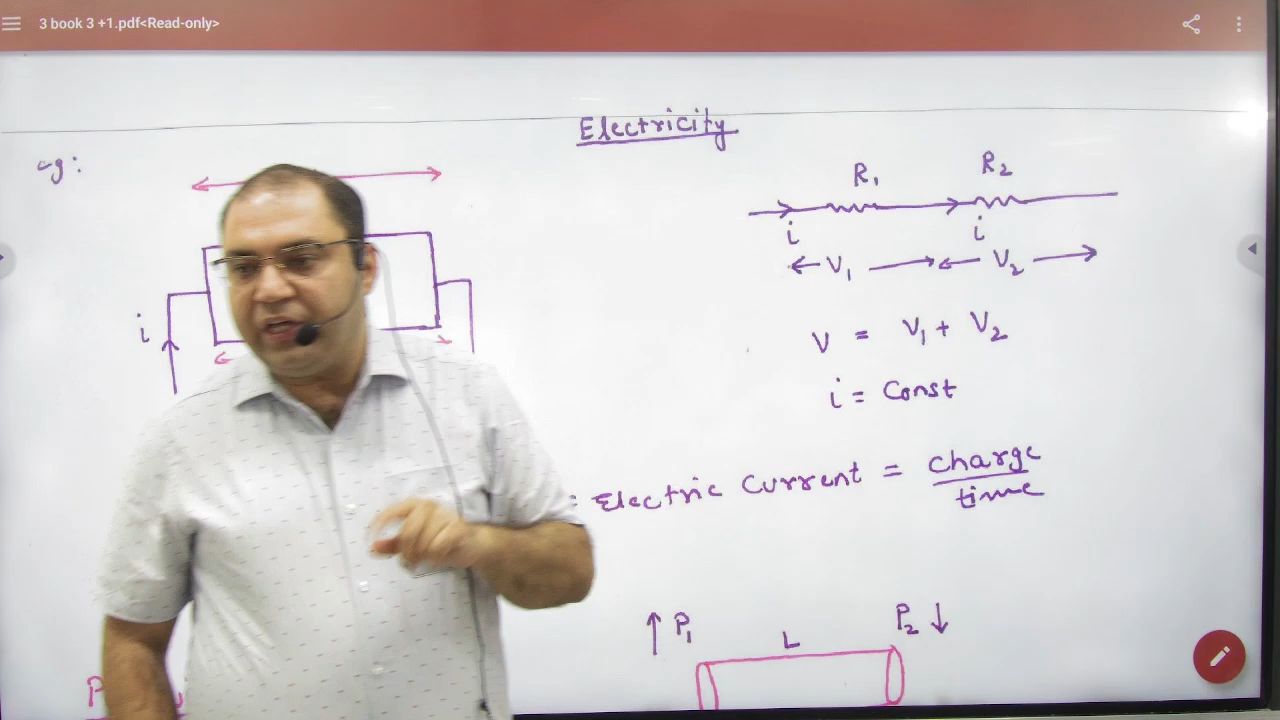 3 book 3 +1.pdf<Read-only>
Electricity
eg:
i
R1 R2
i i
V1 V2
V = V1 + V2
i = Const
= Electric Current = charge
time
P1 P2
L
P